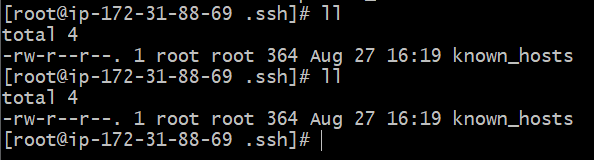 [root@ip-172-31-88-69 .ssh]# ll
total 4
-rw-r--r--. 1 root root 364 Aug 27 16:19 known_hosts
[root@ip-172-31-88-69 .ssh]# ll
total 4
-rw-r--r--. 1 root root 364 Aug 27 16:19 known_hosts
[root@ip-172-31-88-69 .ssh]#